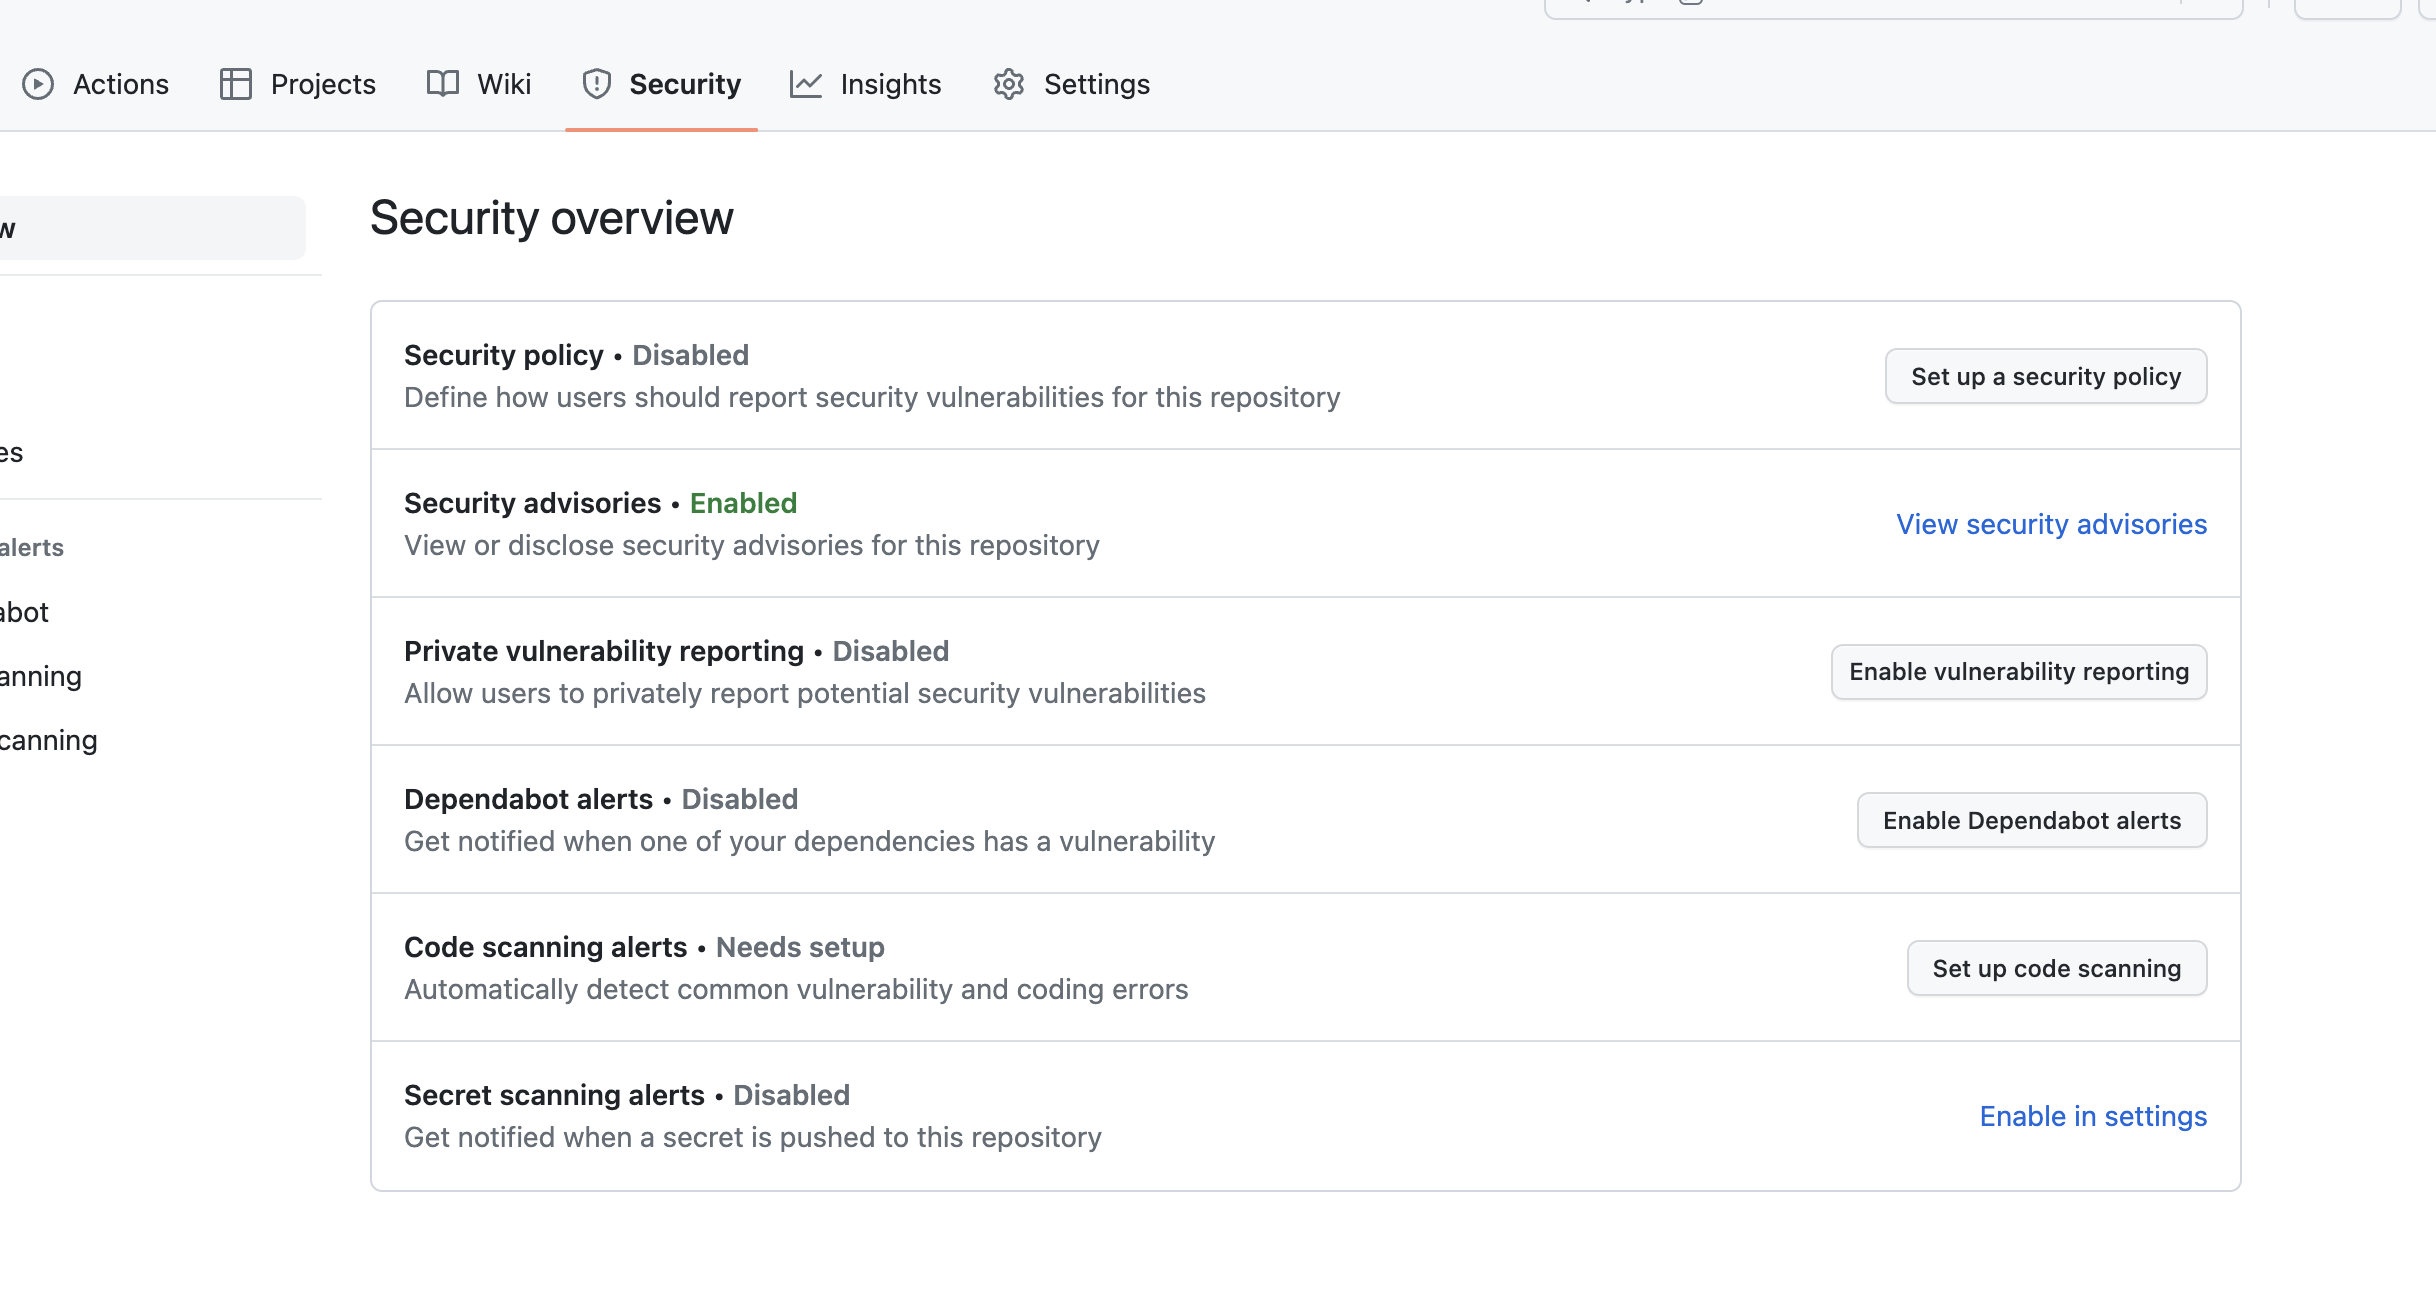 Actions Projects Wiki Security Insights Settings
Security overview
alerts
Security policy • Disabled
Define how users should report security vulnerabilities for this repository
Set up a security policy
Security advisories • Enabled
View or disclose security advisories for this repository
View security advisories
Private vulnerability reporting • Disabled
Allow users to privately report potential security vulnerabilities
Enable vulnerability reporting
Dependabot alerts • Disabled
Get notified when one of your dependencies has a vulnerability
Enable Dependabot alerts
Code scanning alerts • Needs setup
Automatically detect common vulnerability and coding errors
Set up code scanning
Secret scanning alerts • Disabled
Get notified when a secret is pushed to this repository
Enable in settings